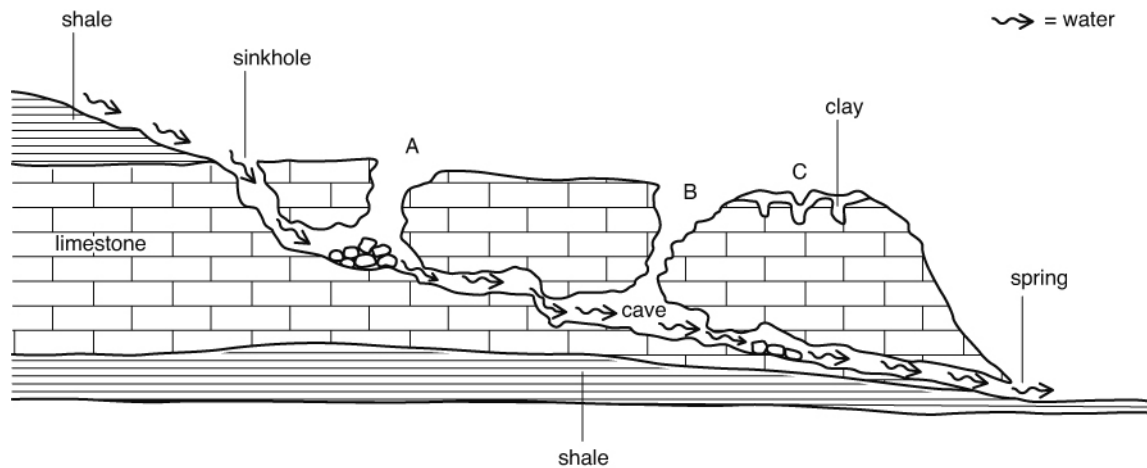 shale
= water
sinkhole
clay
A
C
B
limestone
spring
cave
shale